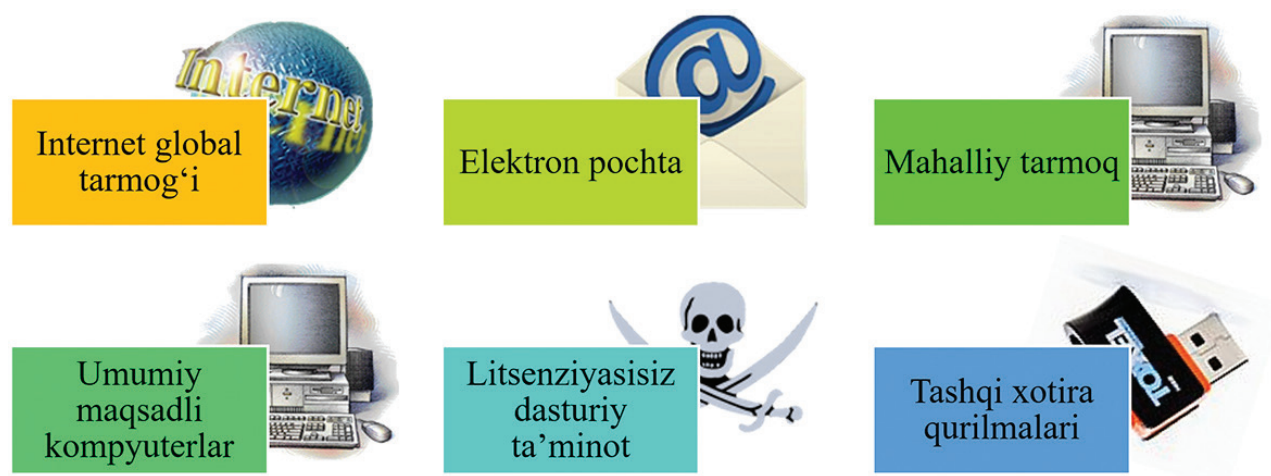 Internet
Internet global
tarmog‘i
@
Elektron pochta
Mahalliy tarmoq
Umumiy
maqsadli
kompyuterlar
Litsenziyasisiz
dasturiy
ta’minot
Tashqi xotira
qurilmalari